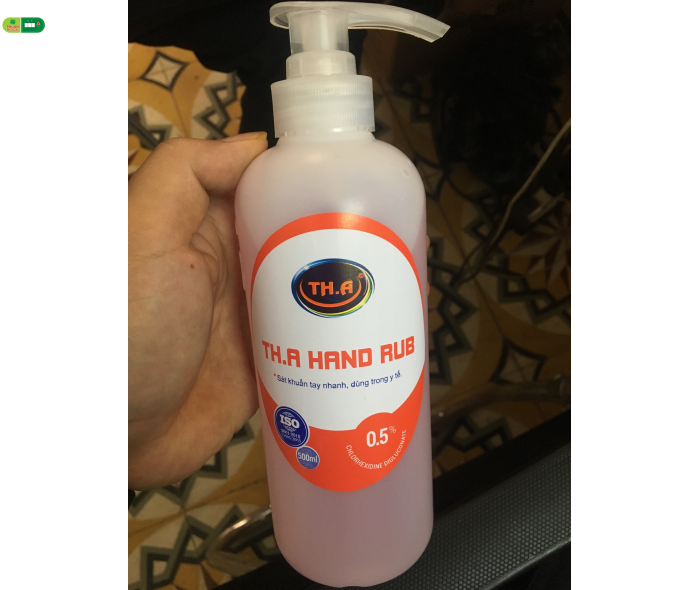 TH.A
TH.A HAND RUB
*Sát khuẩn tay nhanh, dùng trong y tế.
ISO
500ml
0.5%
CHLORHEXIDINE DIGLUCONATE